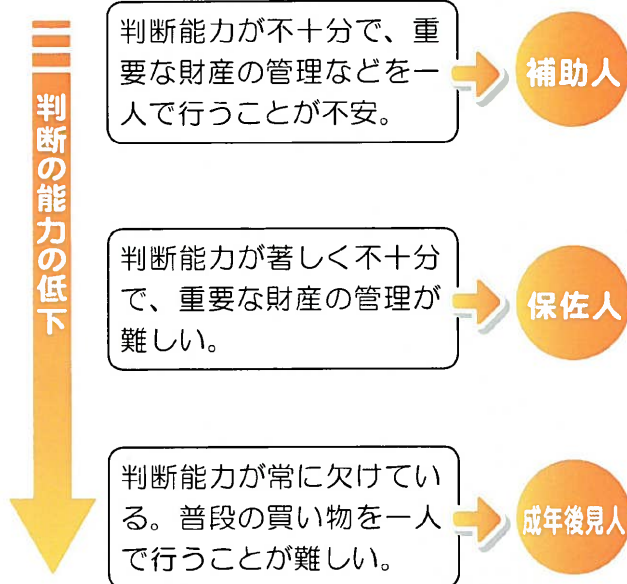 判断の能力の低下
判断能力が不十分で、重
要な財産の管理などを一
人で行うことが不安。
補助人
判断能力が著しく不十分
で、重要な財産の管理が
難しい。
保佐人
判断能力が常に欠けてい
る。普段の買い物を一人
で行うことが難しい。
成年後見人